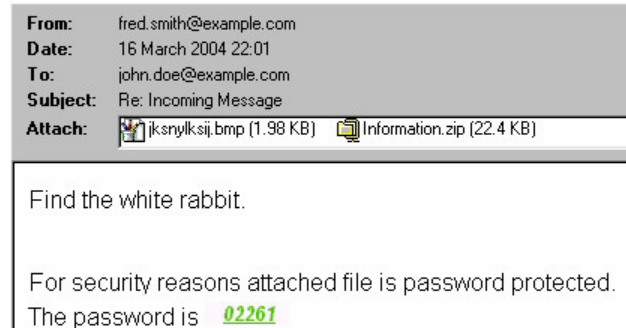 From: fred.smith@example.com
Date: 16 March 2004 22:01
To: john.doe@example.com
Subject: Re: Incoming Message
Attach: jksnylksij.bmp (1.98 KB) Information.zip (22.4 KB)
Find the white rabbit.
For security reasons attached file is password protected.
The password is 02261